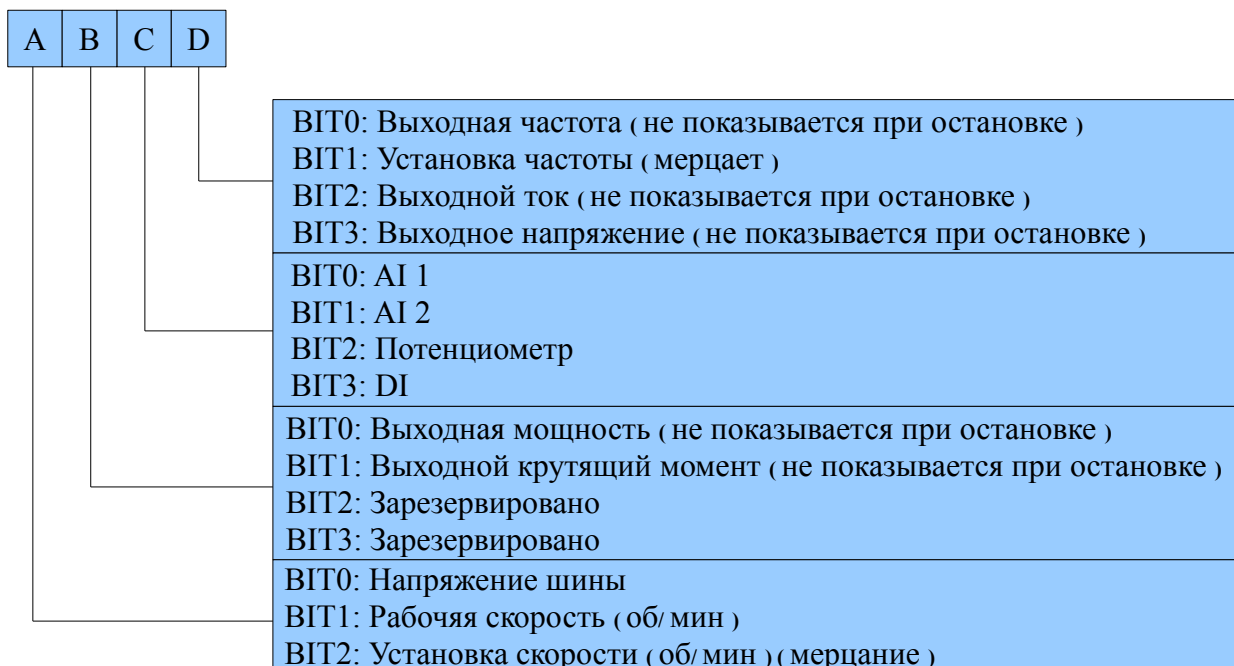 A B C D
BIT0: Выходная частота ( не показывается при остановке )
BIT1: Установка частоты ( мерцает )
BIT2: Выходной ток ( не показывается при остановке )
BIT3: Выходное напряжение ( не показывается при остановке )
BIT0: AI 1
BIT1: AI 2
BIT2: Потенциометр
BIT3: DI
BIT0: Выходная мощность ( не показывается при остановке )
BIT1: Выходной крутящий момент ( не показывается при остановке )
BIT2: Зарезервировано
BIT3: Зарезервировано
BIT0: Напряжение шины
BIT1: Рабочяя скорость ( об/ мин )
BIT2: Установка скорости ( об/ мин ) ( мерцание )